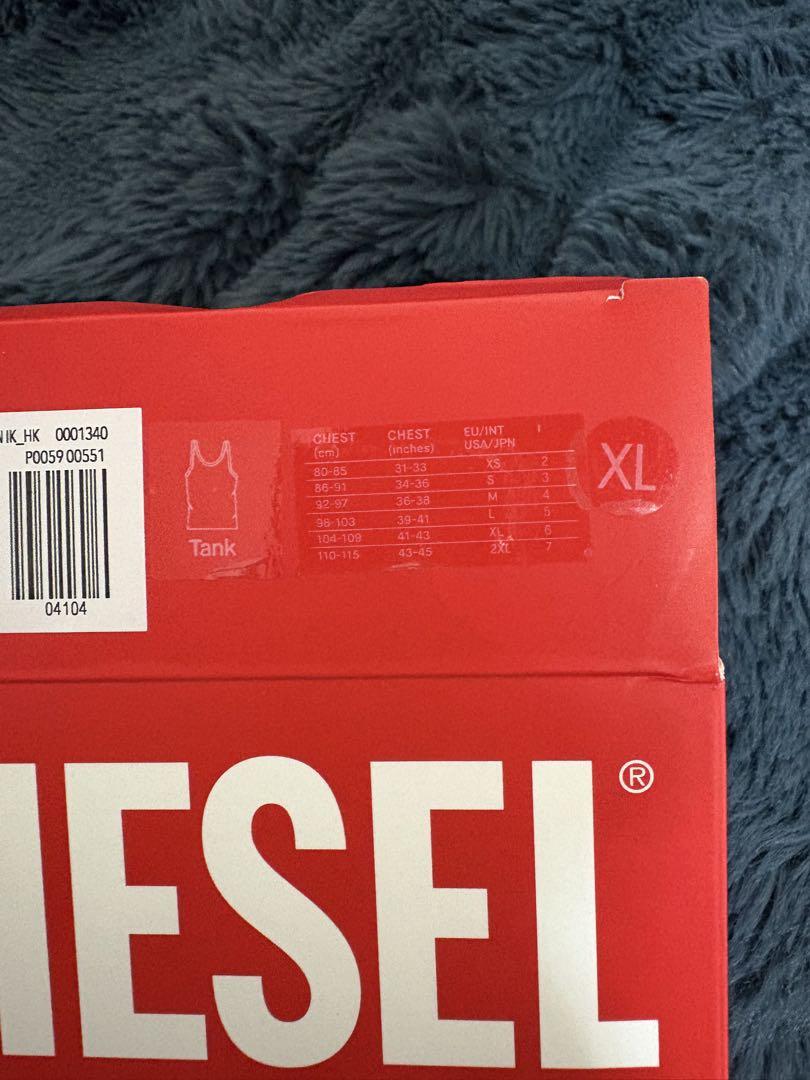 NIK_HK 0001340
P0059 00551
04104
Tank
CHEST (cm) CHEST (inches) EU/INT USA/JPN I
80-85 31-33 XS 2
86-91 34-36 S 3
92-97 36-38 M 4
98-103 39-41 L 5
104-109 41-43 XL 6
110-115 43-45 2XL 7
XL
IESEL®